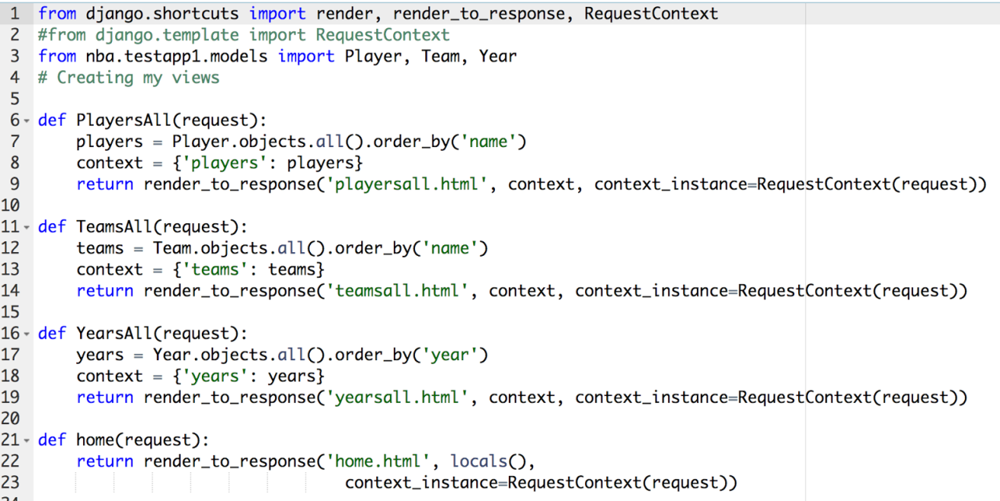 1 from django.shortcuts import render, render_to_response, RequestContext
2 #from django.template import RequestContext
3 from nba.testapp1.models import Player, Team, Year
4 # Creating my views
5
6 def PlayersAll(request):
7     players = Player.objects.all().order_by('name')
8     context = {'players': players}
9     return render_to_response('playersall.html', context, context_instance=RequestContext(request))
10
11 def TeamsAll(request):
12     teams = Team.objects.all().order_by('name')
13     context = {'teams': teams}
14     return render_to_response('teamsall.html', context, context_instance=RequestContext(request))
15
16 def YearsAll(request):
17     years = Year.objects.all().order_by('year')
18     context = {'years': years}
19     return render_to_response('yearsall.html', context, context_instance=RequestContext(request))
20
21 def home(request):
22     return render_to_response('home.html', locals(),
23                                 context_instance=RequestContext(request))